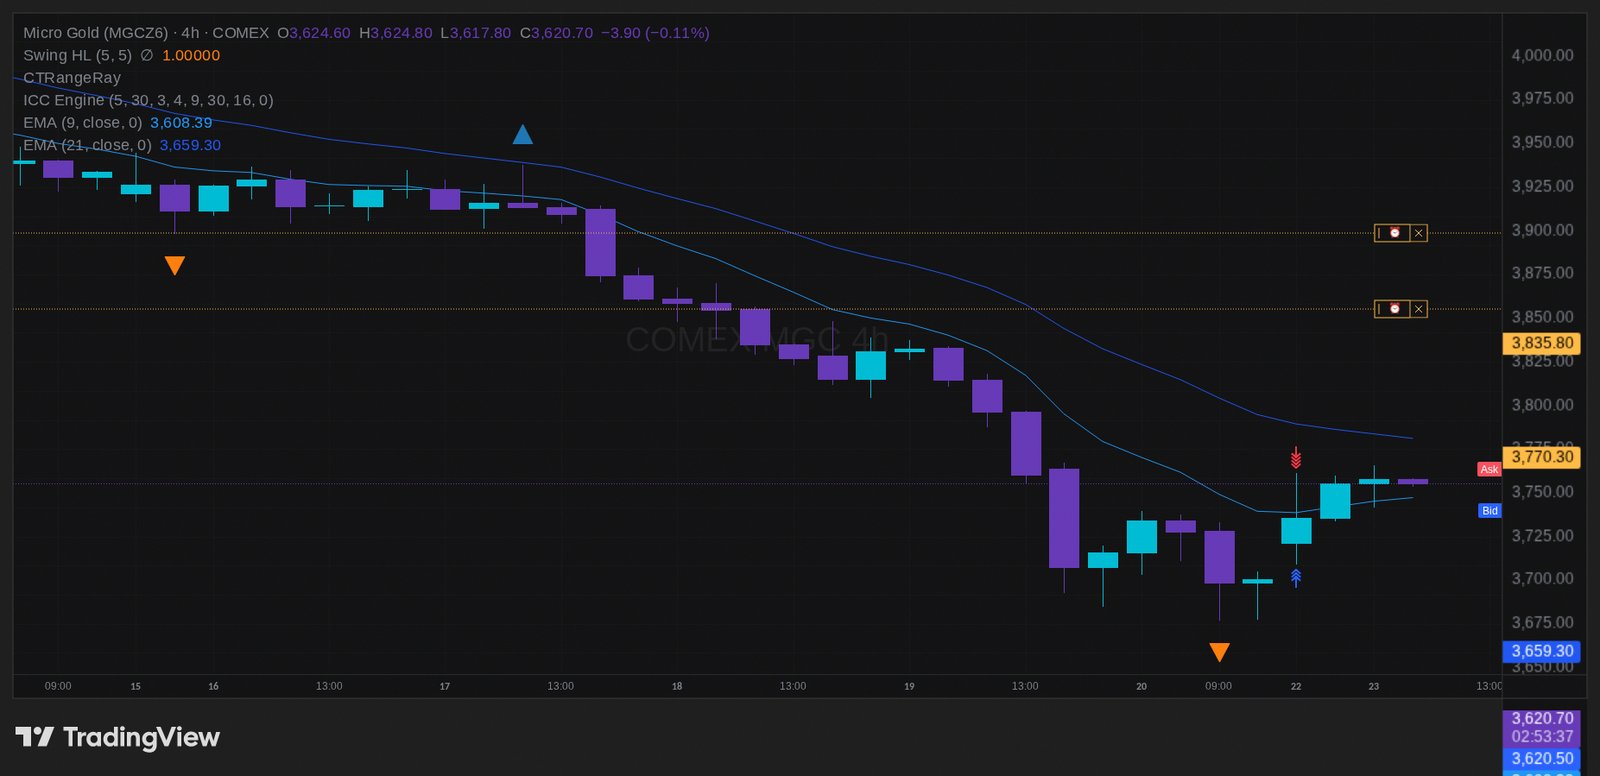 Micro Gold (MGCZ6) · 4h · COMEX O3,624.60 H3,624.80 L3,617.80 C3,620.70 −3.90 (−0.11%)
Swing HL (5, 5) ∅ 1.00000
CTRangeRay
ICC Engine (5, 30, 3, 4, 9, 30, 16, 0)
EMA (9, close, 0) 3,608.39
EMA (21, close, 0) 3,659.30
COMEX:MGC 4h
4,000.00
3,975.00
3,950.00
3,925.00
3,900.00
3,875.00
3,850.00
3,835.80
3,825.00
3,800.00
3,775.00
3,770.30
Ask
3,750.00
Bid
3,725.00
3,700.00
3,675.00
3,659.30
3,650.00
09:00 15 16 13:00 17 13:00 18 13:00 19 13:00 20 09:00 22 23 13:00
3,620.70
02:53:37
3,620.50
TradingView